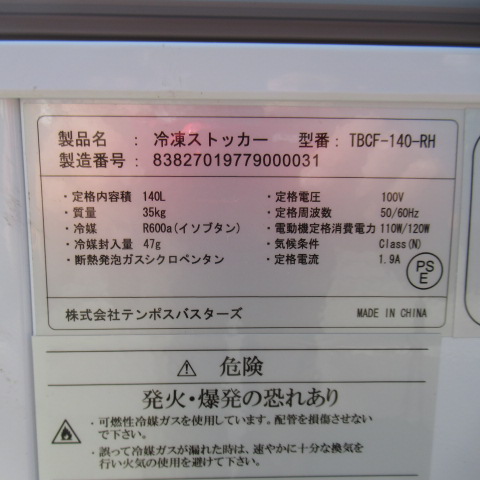 製品名 : 冷凍ストッカー 型番: TBCF-140-RH
製造番号 : 83827019779000031
・定格内容積 140L ・定格電圧 100V
・質量 35kg ・定格周波数 50/60Hz
・冷媒 R600a(イソブタン) ・電動機定格消費電力 110W/120W
・冷媒封入量 47g ・気候条件 Class(N)
・断熱発泡ガスシクロペンタン ・定格電流 1.9A
PS
E
株式会社テンポスバスターズ MADE IN CHINA
危険
発火・爆発の恐れあり
・可燃性冷媒ガスを使用しています。配管を損傷させない
で下さい。
・誤って冷媒ガスが漏れた時は、速やかに十分な換気を
行い火気の使用を避けて下さい。